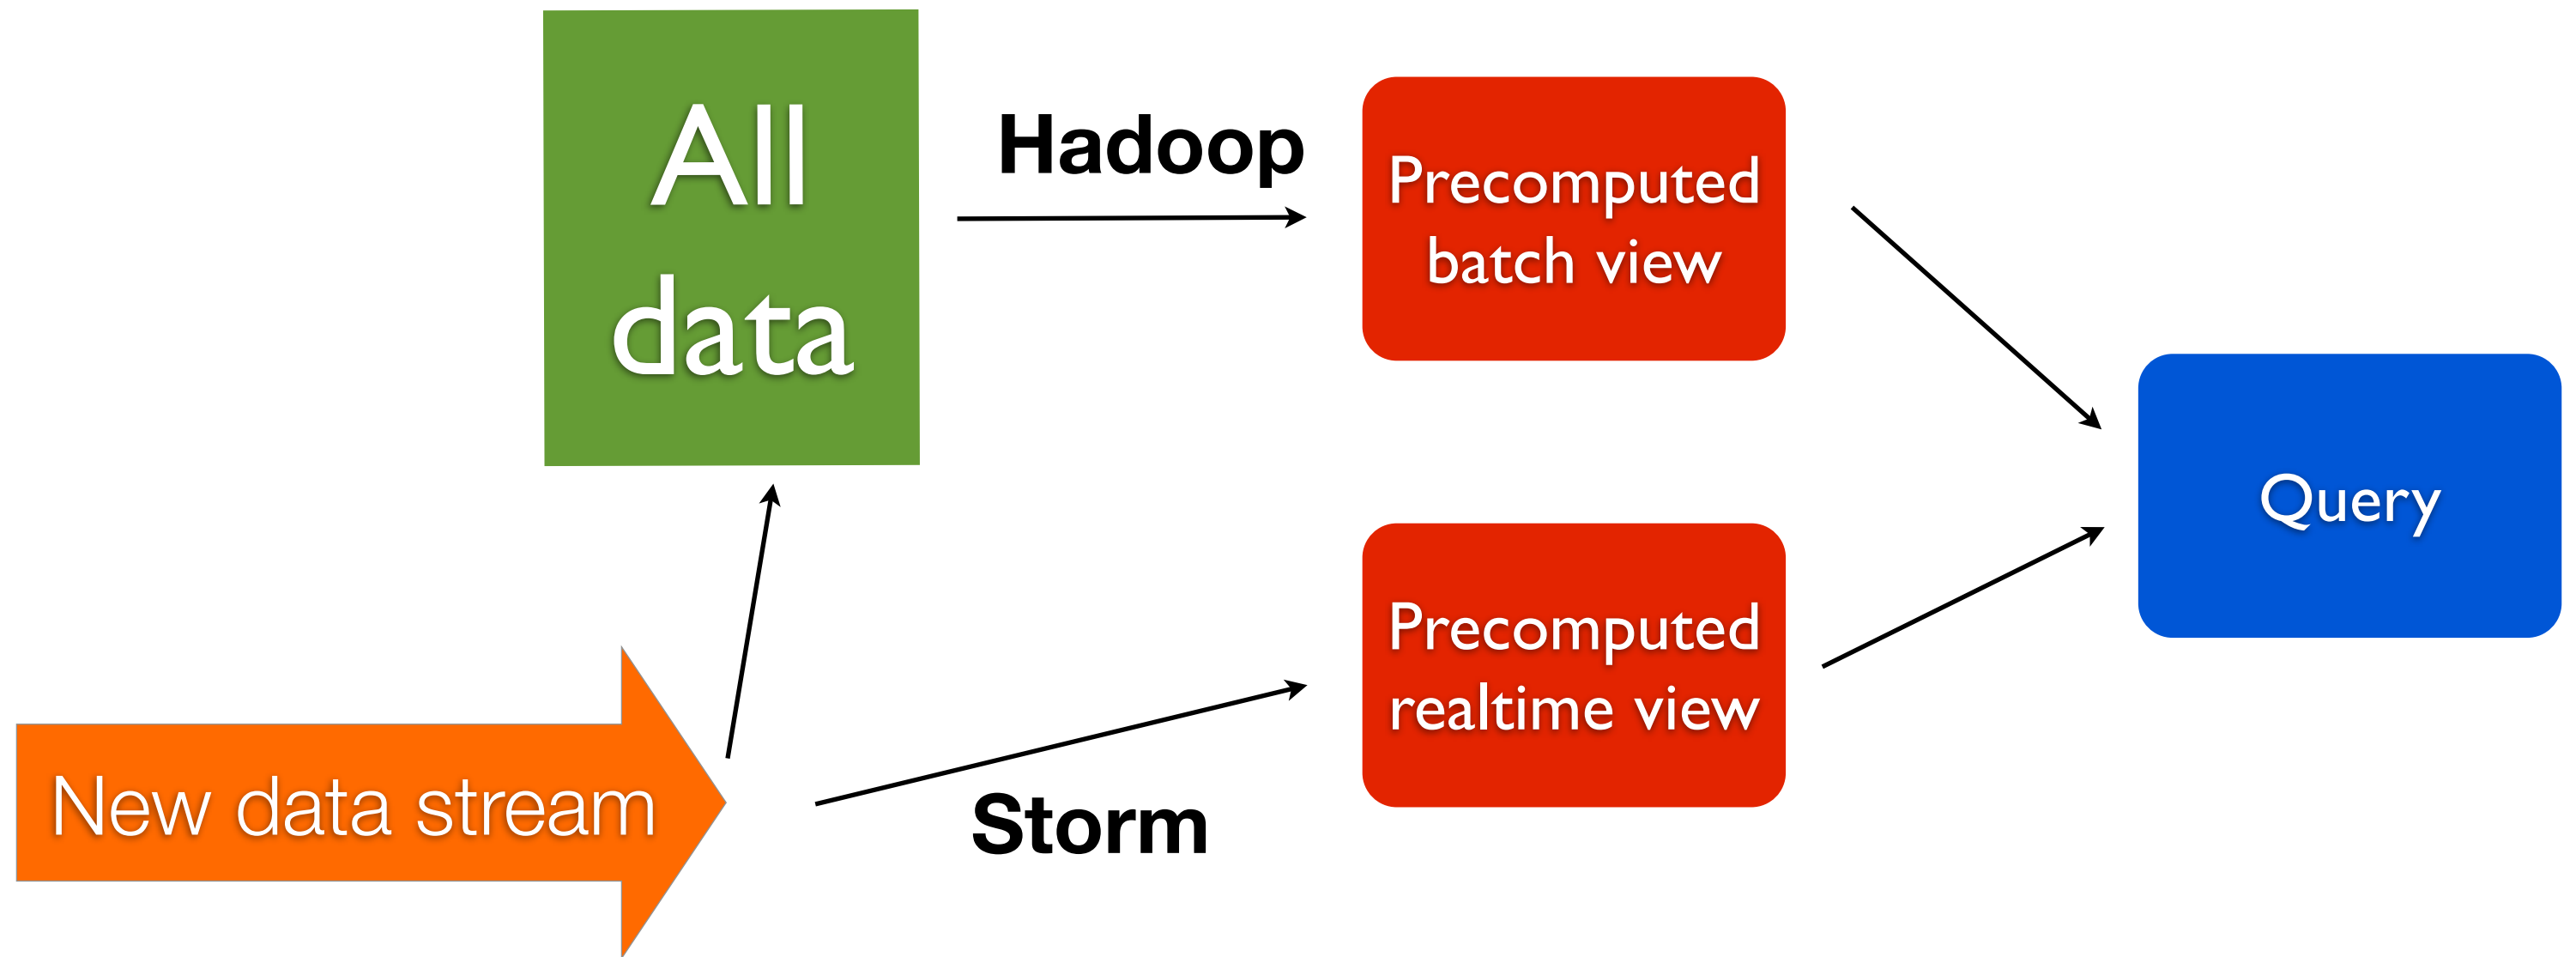 All
data
Hadoop
Precomputed
batch view
Query
Precomputed
realtime view
New data stream
Storm